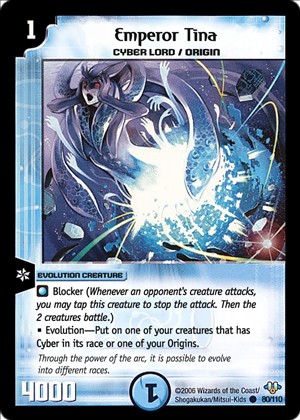 1
Emperor Tina
CYBER LORD / ORIGIN
EVOLUTION CREATURE
Blocker (Whenever an opponent's creature attacks,
you may tap this creature to stop the attack. Then the
2 creatures battle.)
▪ Evolution—Put on one of your creatures that has
Cyber in its race or one of your Origins.
Through the power of the arc, it is possible to evolve
into different races.
4000
1
©2006 Wizards of the Coast/
Shogakukan/Mitsui-Kids
80/110